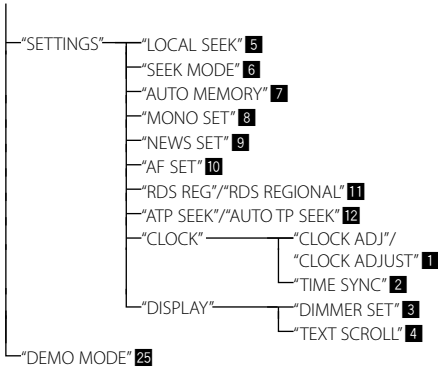 “SETTINGS” “LOCAL SEEK” 5
“SEEK MODE” 6
“AUTO MEMORY” 7
“MONO SET” 8
“NEWS SET” 9
“AF SET” 10
“RDS REG”/“RDS REGIONAL” 11
“ATP SEEK”/“AUTO TP SEEK” 12
“CLOCK” “CLOCK ADJ”/
“CLOCK ADJUST” 1
“TIME SYNC” 2
“DISPLAY” “DIMMER SET” 3
“TEXT SCROLL” 4
“DEMO MODE” 25